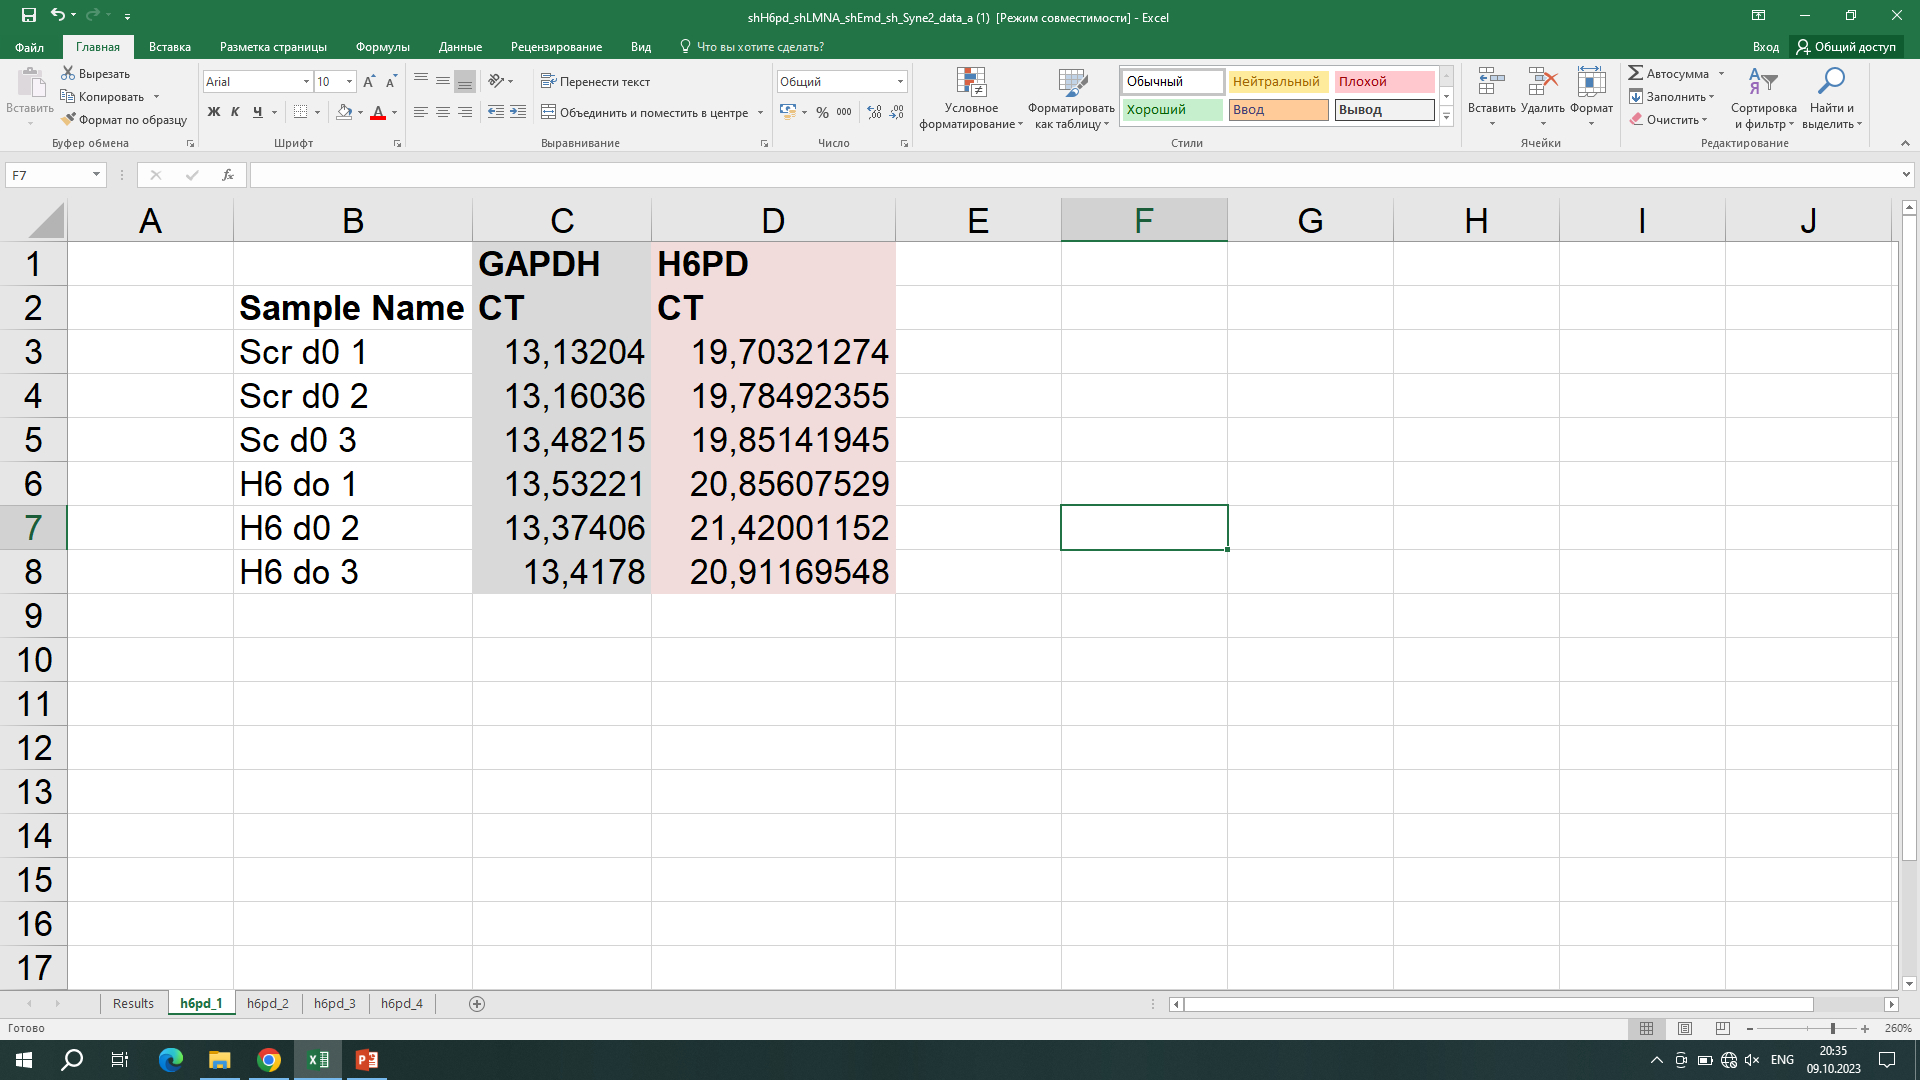 shH6pd_shLMNA_shEmd_sh_Syne2_data_a (1) [Режим совместимости] - Excel
Файл Главная Вставка Разметка страницы Формулы Данные Рецензирование Вид Что вы хотите сделать? Вход Общий доступ
Вставить
Вырезать
Копировать
Формат по образцу
Буфер обмена
Arial 10
Ж К Ч
Шрифт
Перенести текст
Объединить и поместить в центре
Выравнивание
Общий
% 000
Число
Условное форматирование
Форматировать как таблицу
Обычный Нейтральный Плохой
Хороший Ввод Вывод
Стили
Вставить Удалить Формат
Ячейки
Автосумма
Заполнить
Очистить
Сортировка и фильтр
Найти и выделить
Редактирование
F7 fx
A B C D E F G H I J
1 GAPDH H6PD
2 Sample Name CT CT
3 Scr d0 1 13,13204 19,70321274
4 Scr d0 2 13,16036 19,78492355
5 Sc d0 3 13,48215 19,85141945
6 H6 do 1 13,53221 20,85607529
7 H6 d0 2 13,37406 21,42001152
8 H6 do 3 13,4178 20,91169548
9
10
11
12
13
14
15
16
17
Results h6pd_1 h6pd_2 h6pd_3 h6pd_4
Готово 260%
ENG 20:35
09.10.2023